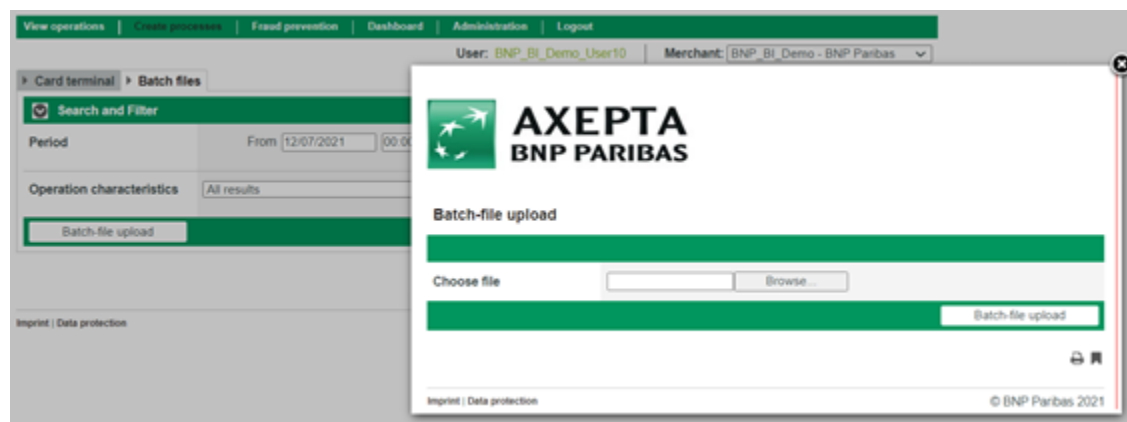 View operations | Create processes | Fraud prevention | Dashboard | Administration | Logout
User: BNP_BI_Demo_User10 | Merchant: BNP_BI_Demo - BNP Paribas
Card terminal Batch files
Search and Filter
Period From 12/07/2021 00:00
Operation characteristics All results
Batch-file upload
Imprint | Data protection
AXEPTA
BNP PARIBAS
Batch-file upload
Choose file Browse...
Batch-file upload
Imprint | Data protection © BNP Paribas 2021